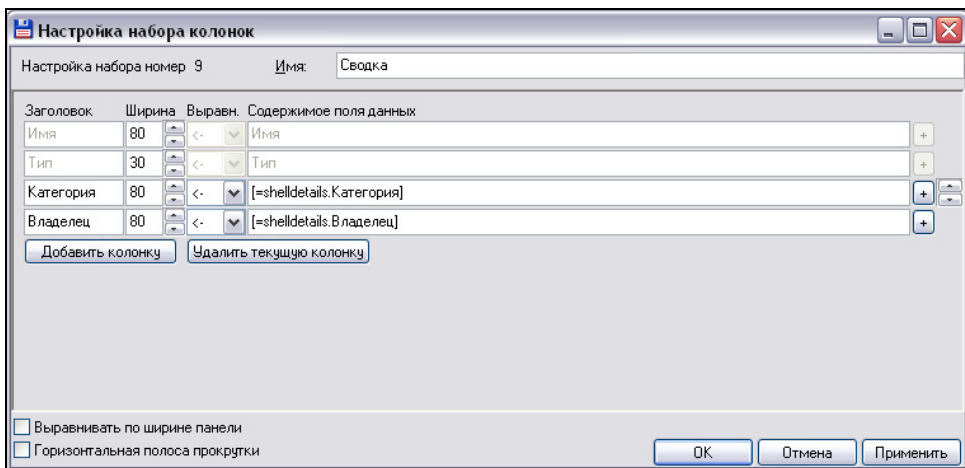 Настройка набора колонок
Настройка набора номер 9 Имя: Сводка
Заголовок Ширина Выравн. Содержимое поля данных
Имя 80 <- Имя +
Тип 30 <- Тип +
Категория 80 <- [=shelldetails.Категория] +
Владелец 80 <- [=shelldetails.Владелец] +
Добавить колонку Удалить текущую колонку
Выравнивать по ширине панели
Горизонтальная полоса прокрутки
OK Отмена Применить